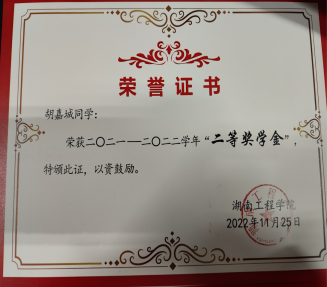 荣誉证书
胡嘉城同学：
荣获二〇二一——二〇二二学年“二等奖学金”，
特颁此证，以资鼓励。
湖南工程学院
2022年11月25日